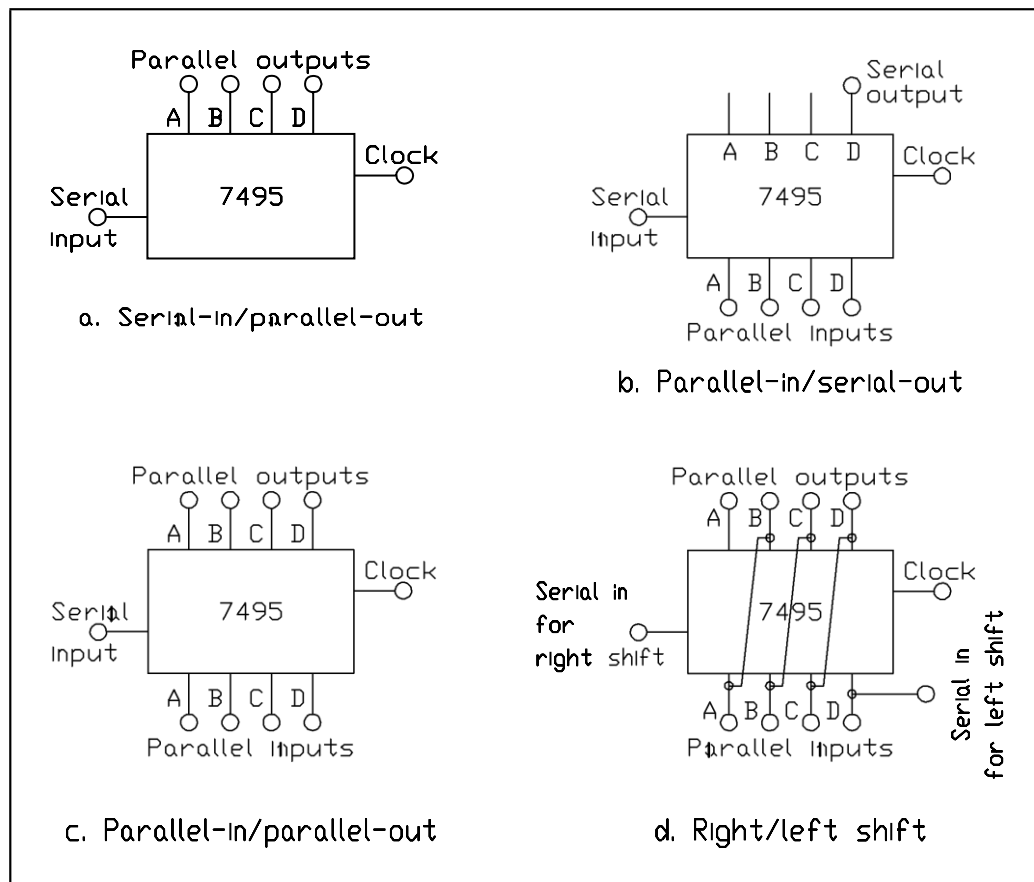 Parallel outputs
A B C D
Clock
7495
Serial
input
a. Serial-in/parallel-out
Serial
output
A B C D
Clock
7495
Serial
input
A B C D
Parallel inputs
b. Parallel-in/serial-out
Parallel outputs
A B C D
Clock
7495
Serial
input
A B C D
Parallel inputs
c. Parallel-in/parallel-out
Parallel outputs
A B C D
Clock
7495
Serial in
for
right shift
Serial in
for left shift
A B C D
Parallel inputs
d. Right/left shift